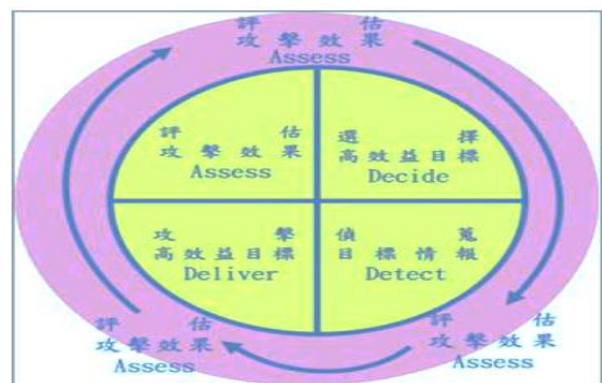 評估
攻擊效果
Assess
評估
攻擊效果
Assess
選擇
高效益目標
Decide
攻擊
高效益目標
Deliver
偵蒐
目標情報
Detect
評估
攻擊效果
Assess
評估
攻擊效果
Assess